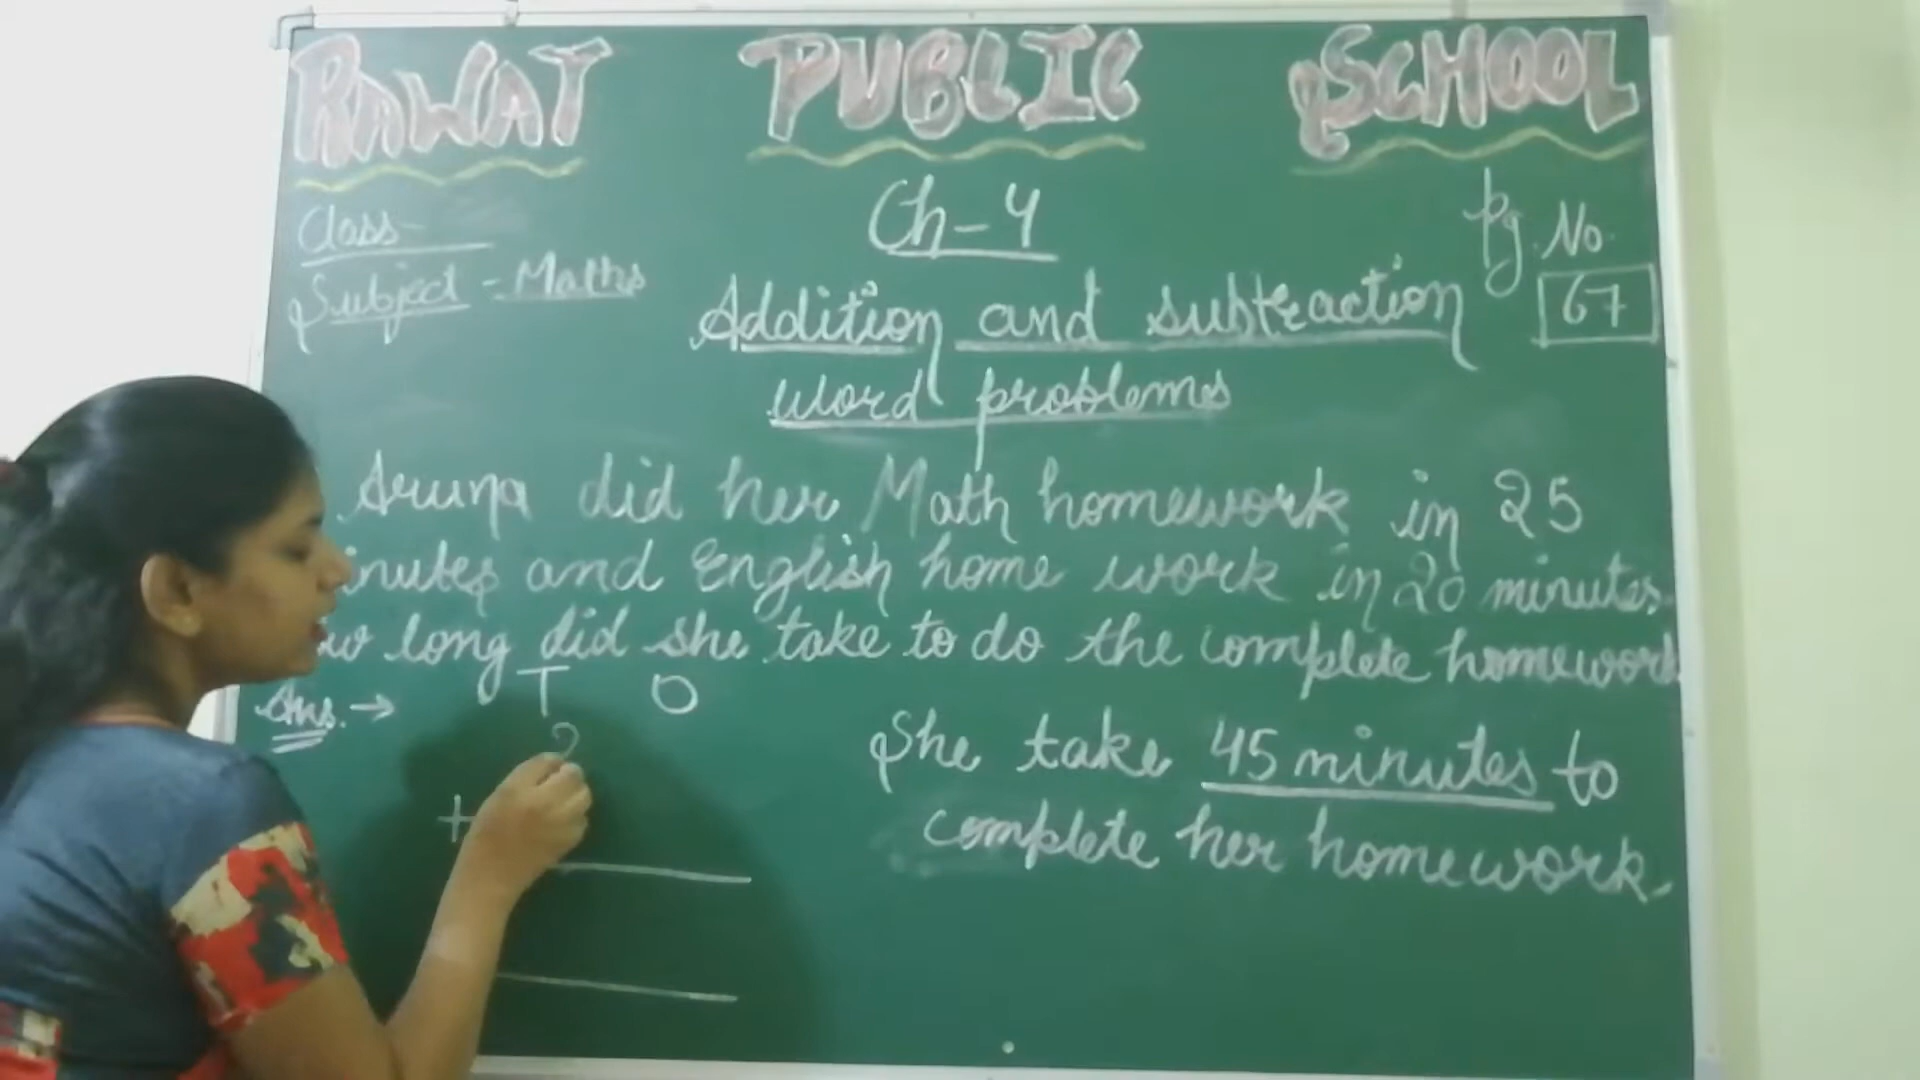 RAWAT PUBLIC SCHOOL
Class-
Ch-4
Pg. No.
67
Subject - Maths
Addition and subtraction
word problems
Aruna did her Math homework in 25
inutes and English home work in 20 minutes.
long did she take to do the complete homework
Ans. → T O
2
+
She take 45 minutes to
complete her homework.